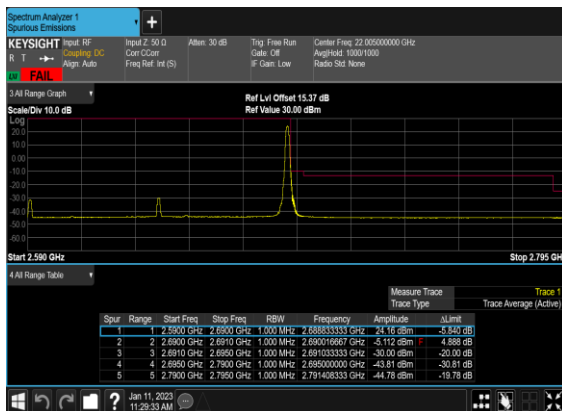 Spectrum Analyzer 1
Spurious Emissions
KEYSIGHT Input: RF Input Z: 50 Ω Atten: 30 dB Trig: Free Run Center Freq: 22.005000000 GHz
R T Coupling: DC Corr CCorr Gate: Off Avg|Hold: 1000/1000
Align: Auto Freq Ref: Int (S) IF Gain: Low Radio Std: None
FAIL
3 All Range Graph
Ref Lvl Offset 15.37 dB
Scale/Div 10.0 dB Ref Value 30.00 dBm
Log
20.0
10.0
0.00
-10.0
-20.0
-30.0
-40.0
-50.0
-60.0
Start 2.590 GHz Stop 2.795 GHz
4 All Range Table
Measure Trace Trace 1
Trace Type Trace Average (Active)
Spur Range Start Freq Stop Freq RBW Frequency Amplitude ΔLimit
1 1 2.5900 GHz 2.6900 GHz 1.000 MHz 2.688833333 GHz 24.16 dBm -5.840 dB
2 2 2.6900 GHz 2.6910 GHz 1.000 MHz 2.690016667 GHz -5.112 dBm F 4.888 dB
3 3 2.6910 GHz 2.6950 GHz 1.000 MHz 2.691033333 GHz -30.00 dBm -20.00 dB
4 4 2.6950 GHz 2.7900 GHz 1.000 MHz 2.695000000 GHz -43.81 dBm -30.81 dB
5 5 2.7900 GHz 2.7950 GHz 1.000 MHz 2.791408333 GHz -44.78 dBm -19.78 dB
Jan 11, 2023
11:29:33 AM